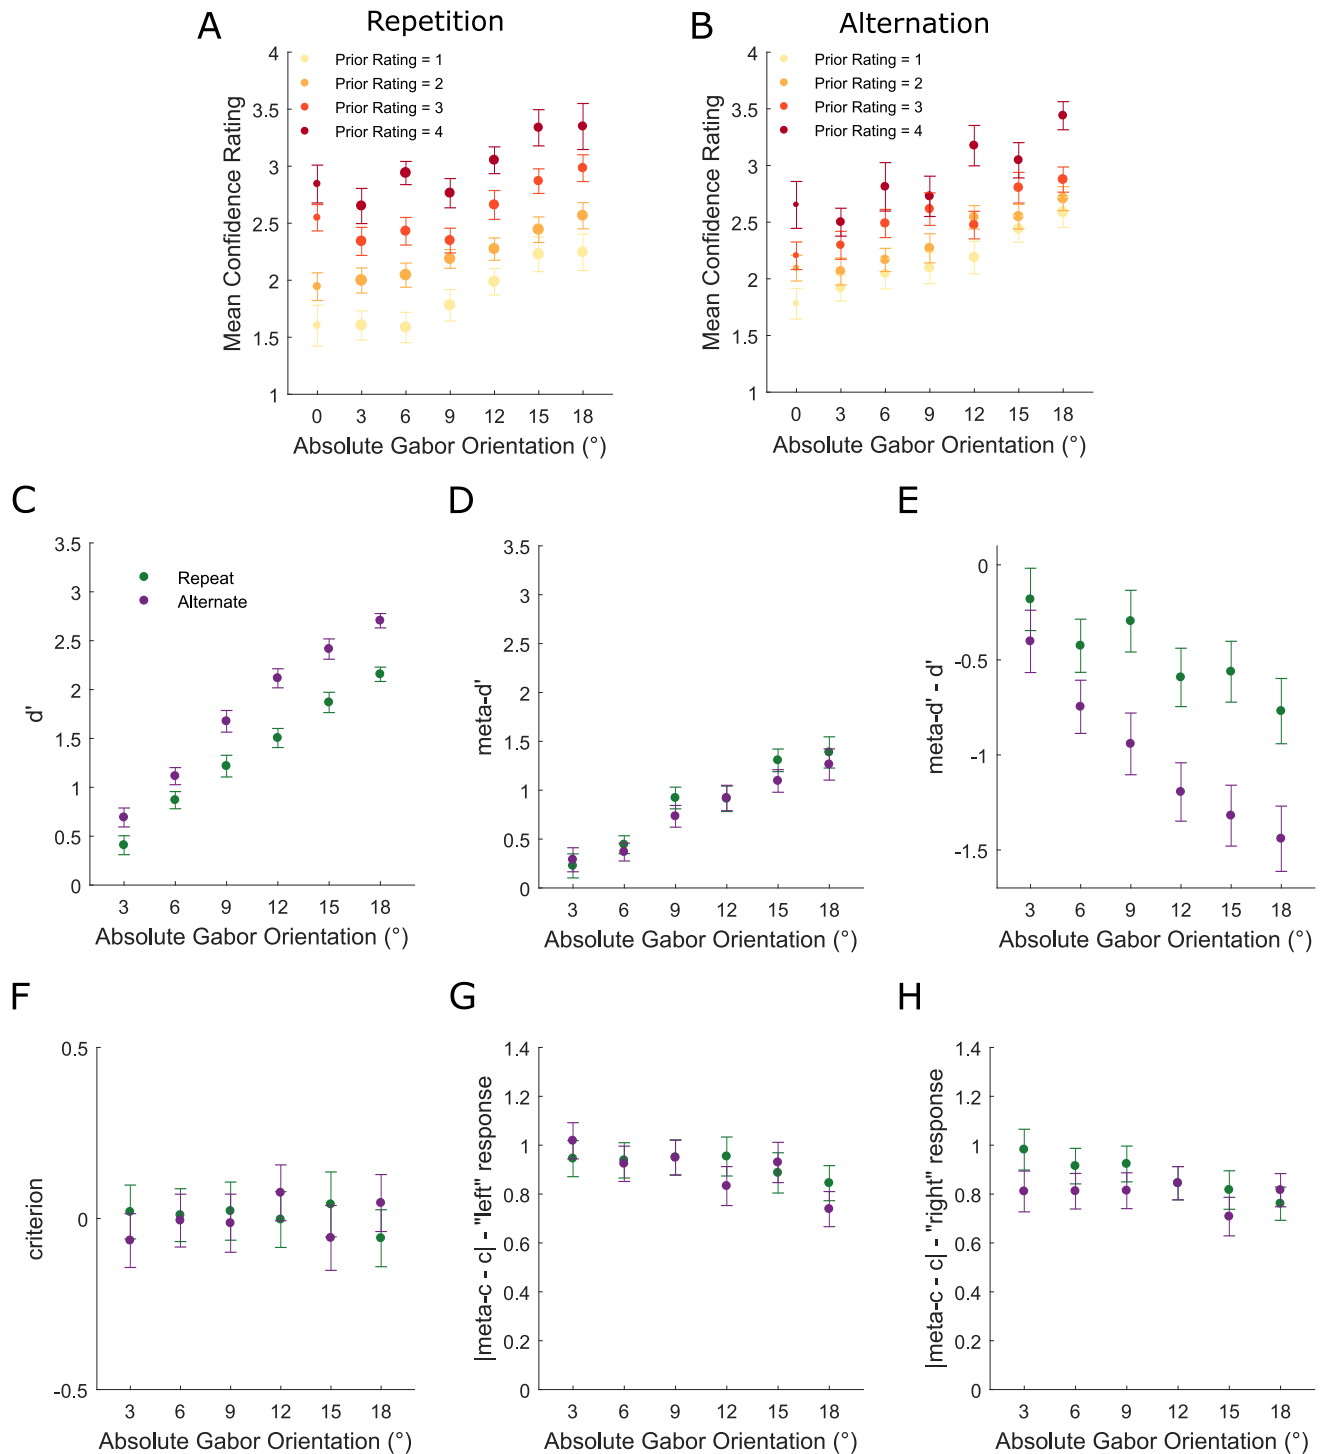 A
Repetition
Prior Rating = 1
Prior Rating = 2
Prior Rating = 3
Prior Rating = 4
4
3.5
3
2.5
2
1.5
1
Mean Confidence Rating
0 3 6 9 12 15 18
Absolute Gabor Orientation (°)
B
Alternation
Prior Rating = 1
Prior Rating = 2
Prior Rating = 3
Prior Rating = 4
4
3.5
3
2.5
2
1.5
1
Mean Confidence Rating
0 3 6 9 12 15 18
Absolute Gabor Orientation (°)
C
Repeat
Alternate
3.5
3
2.5
2
1.5
1
0.5
0
d'
3 6 9 12 15 18
Absolute Gabor Orientation (°)
D
3.5
3
2.5
2
1.5
1
0.5
0
meta-d'
3 6 9 12 15 18
Absolute Gabor Orientation (°)
E
0
-0.5
-1
-1.5
meta-d' - d'
3 6 9 12 15 18
Absolute Gabor Orientation (°)
F
0.5
0
-0.5
criterion
3 6 9 12 15 18
Absolute Gabor Orientation (°)
G
1.4
1.2
1
0.8
0.6
0.4
0.2
0
|meta-c - c| - "left" response
3 6 9 12 15 18
Absolute Gabor Orientation (°)
H
1.4
1.2
1
0.8
0.6
0.4
0.2
0
|meta-c - c| - "right" response
3 6 9 12 15 18
Absolute Gabor Orientation (°)